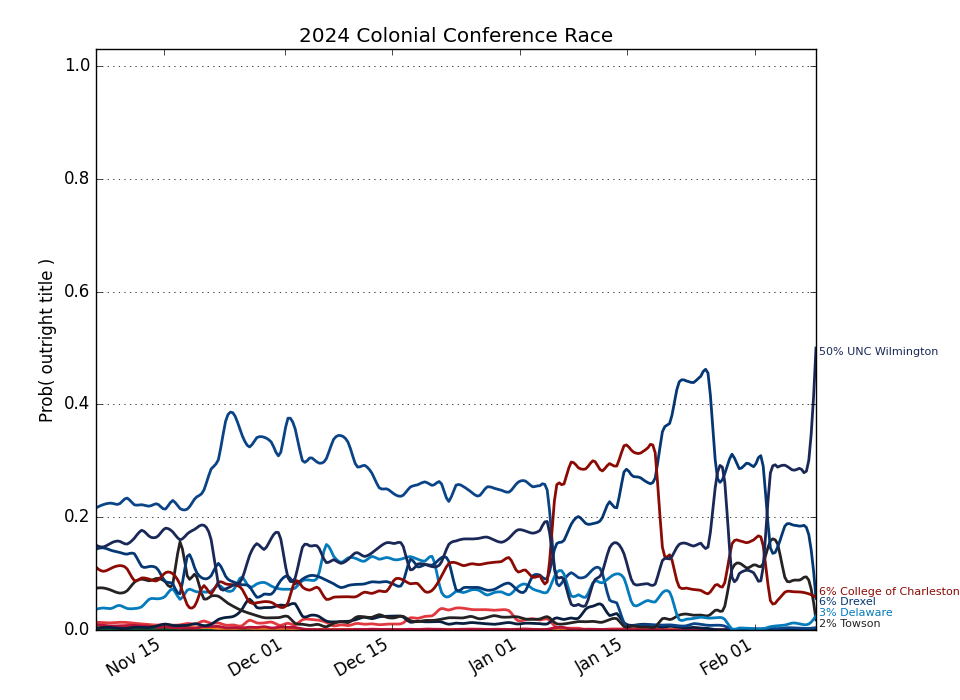 2024 Colonial Conference Race
1.0
0.8
0.6
0.4
0.2
0.0
Prob( outright title )
50% UNC Wilmington
6% College of Charleston
6% Drexel
3% Delaware
2% Towson
Nov 15
Dec 01
Dec 15
Jan 01
Jan 15
Feb 01